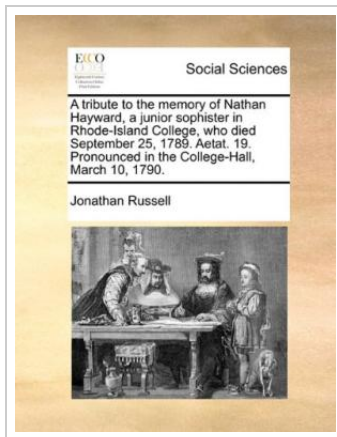 ECCO
Social Sciences
A tribute to the memory of Nathan
Hayward, a junior sophister in
Rhode-Island College, who died
September 25, 1789. Aetat. 19.
Pronounced in the College-Hall,
March 10, 1790.
Jonathan Russell